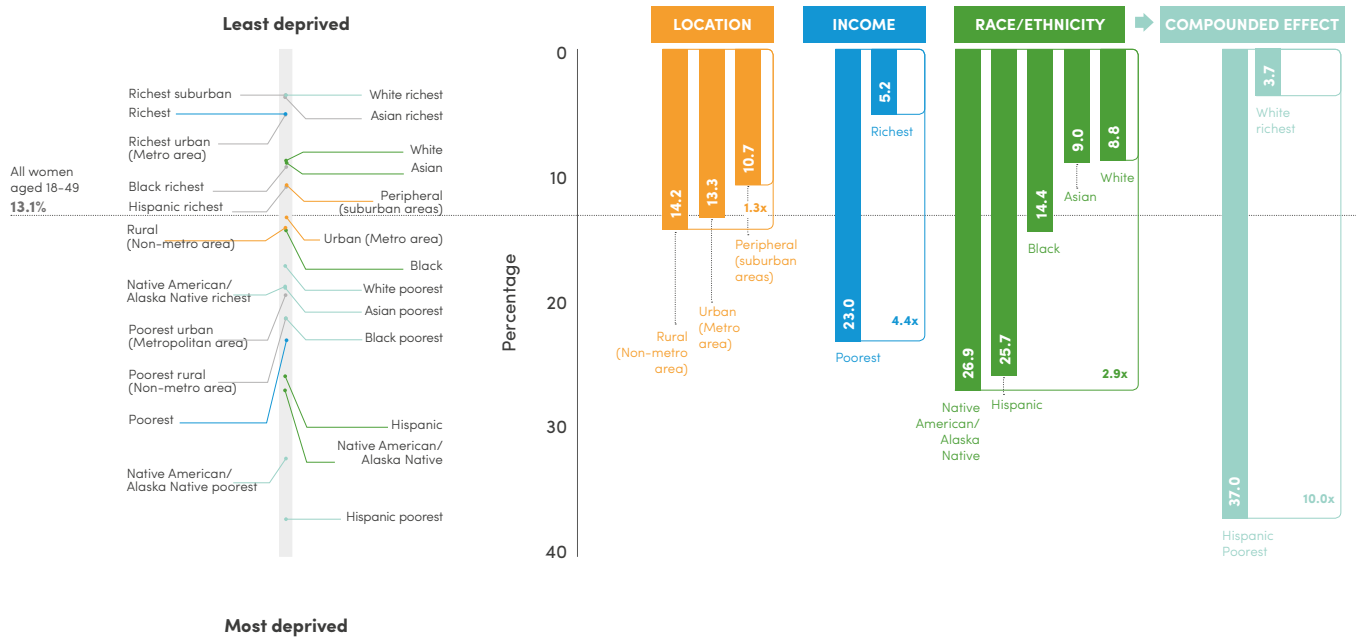 Least deprived
Richest suburban
Richest
Richest urban
(Metro area)
Black richest
Hispanic richest
Rural
(Non-metro area)
Native American/
Alaska Native richest
Poorest urban
(Metropolitan area)
Poorest rural
(Non-metro area)
Poorest
Native American/
Alaska Native poorest
White richest
Asian richest
White
Asian
Peripheral
(suburban areas)
Urban (Metro area)
Black
White poorest
Asian poorest
Black poorest
Hispanic
Native American/
Alaska Native
Hispanic poorest
All women
aged 18-49
13.1%
Most deprived
Percentage
0
10
20
30
40
LOCATION
14.2
13.3
10.7
1.3x
Rural
(Non-metro
area)
Urban
(Metro
area)
Peripheral
(suburban
areas)
INCOME
23.0
5.2
Richest
4.4x
Poorest
RACE/ETHNICITY
26.9
25.7
14.4
9.0
8.8
2.9x
Native
American/
Alaska
Native
Hispanic
Black
Asian
White
COMPOUNDED EFFECT
37.0
3.7
White
richest
10.0x
Hispanic
Poorest